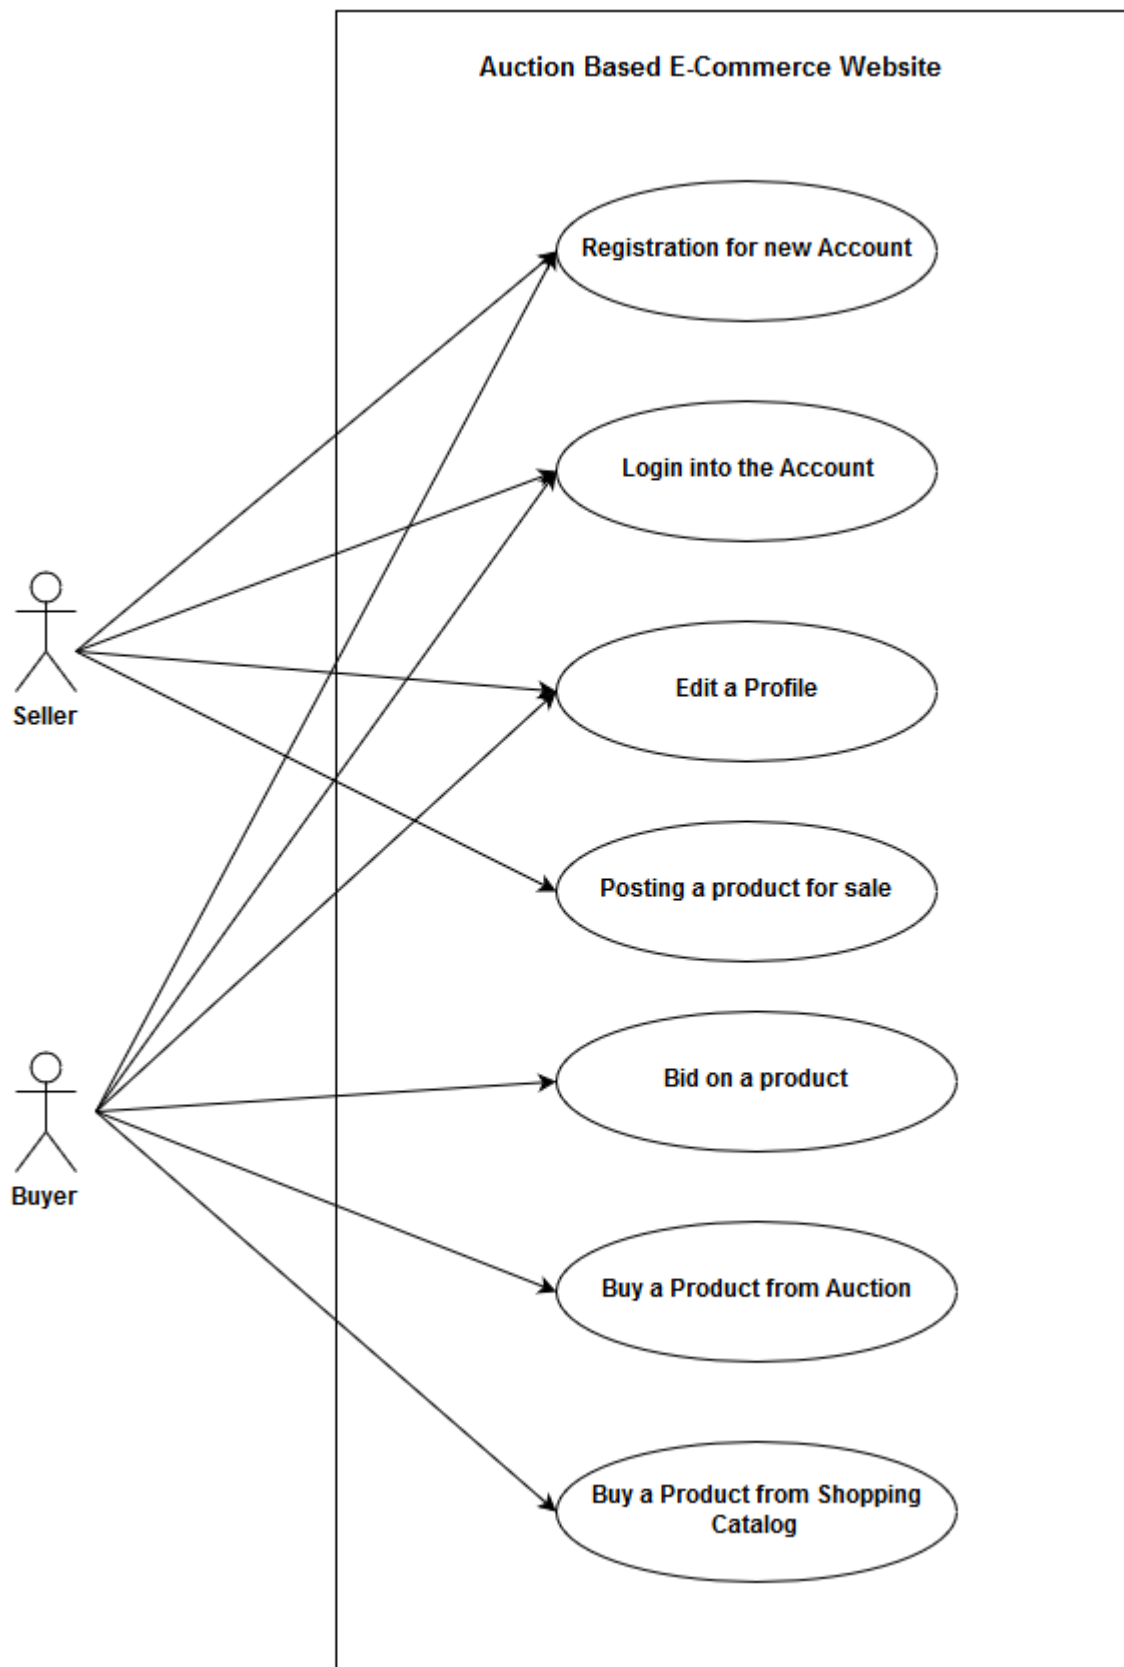 Auction Based E-Commerce Website
Registration for new Account
Login into the Account
Seller
Edit a Profile
Posting a product for sale
Buyer
Bid on a product
Buy a Product from Auction
Buy a Product from Shopping
Catalog